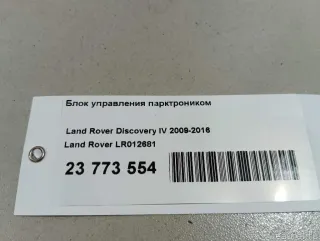 Блок управления парктроником
Land Rover Discovery IV 2009-2016
Land Rover LR012681
23 773 554